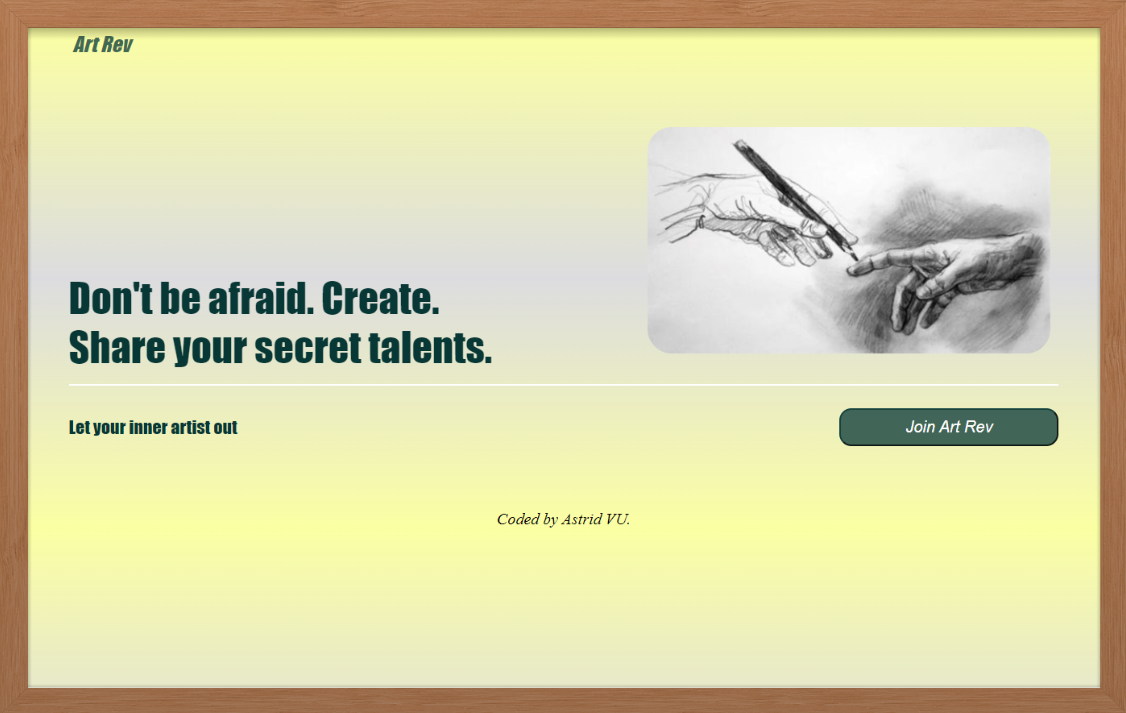 Art Rev
Don't be afraid. Create.
Share your secret talents.
Let your inner artist out
Join Art Rev
Coded by Astrid VU.